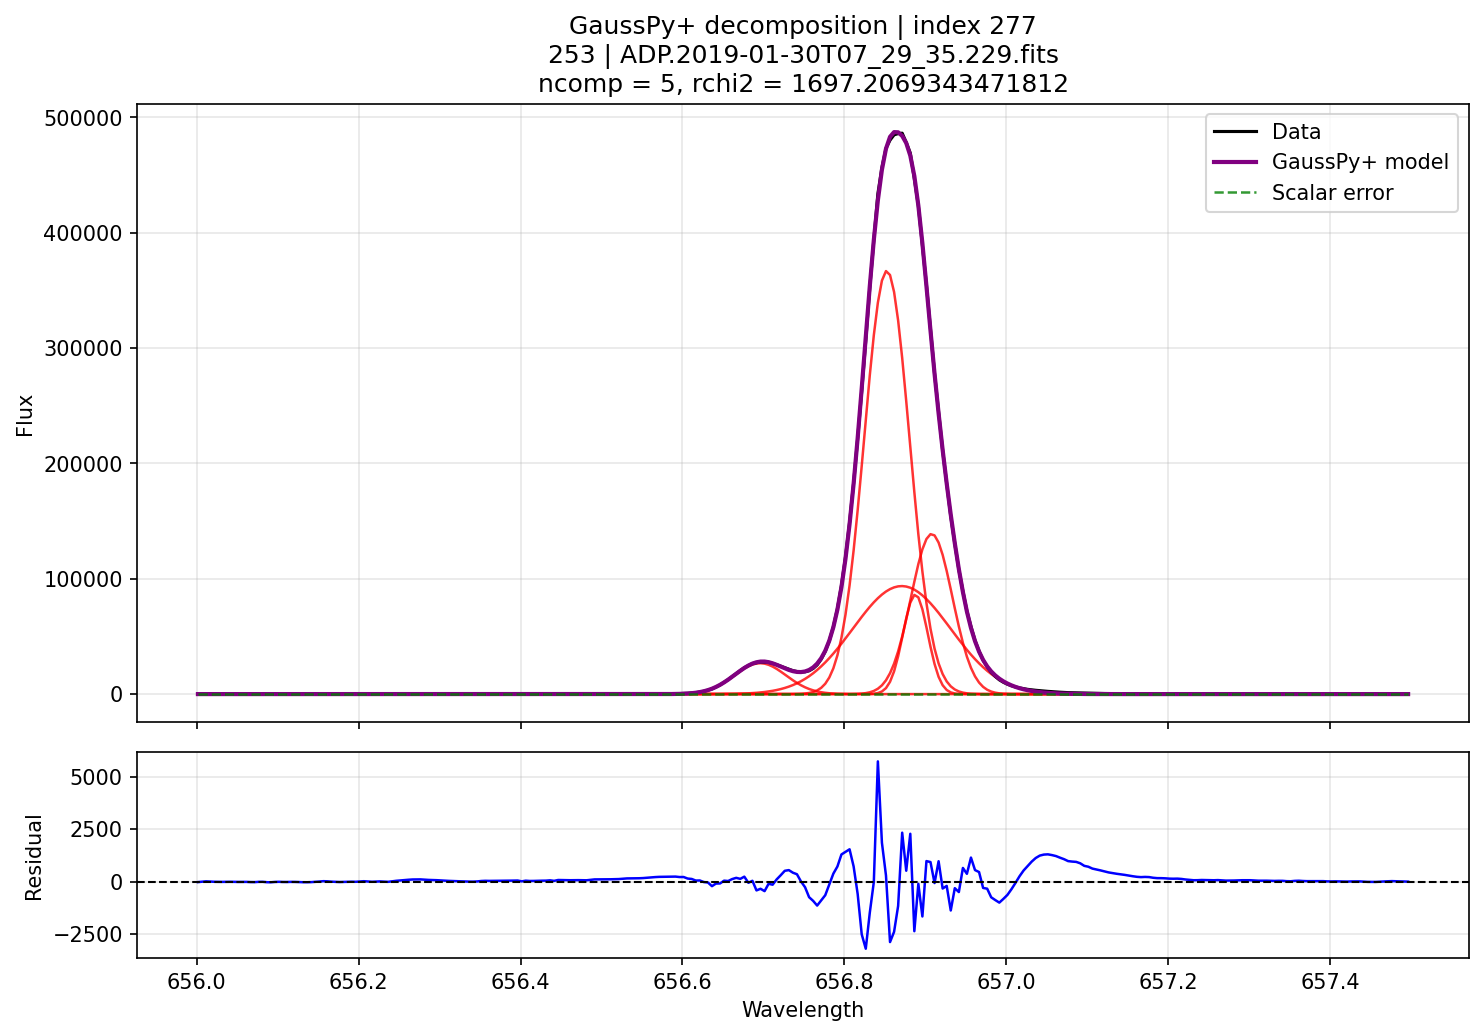 GaussPy+ decomposition | index 277
253 | ADP.2019-01-30T07_29_35.229.fits
ncomp = 5, rchi2 = 1697.2069343471812
Data
GaussPy+ model
Scalar error
500000
400000
300000
200000
100000
0
Flux
5000
2500
0
−2500
Residual
656.0 656.2 656.4 656.6 656.8 657.0 657.2 657.4
Wavelength